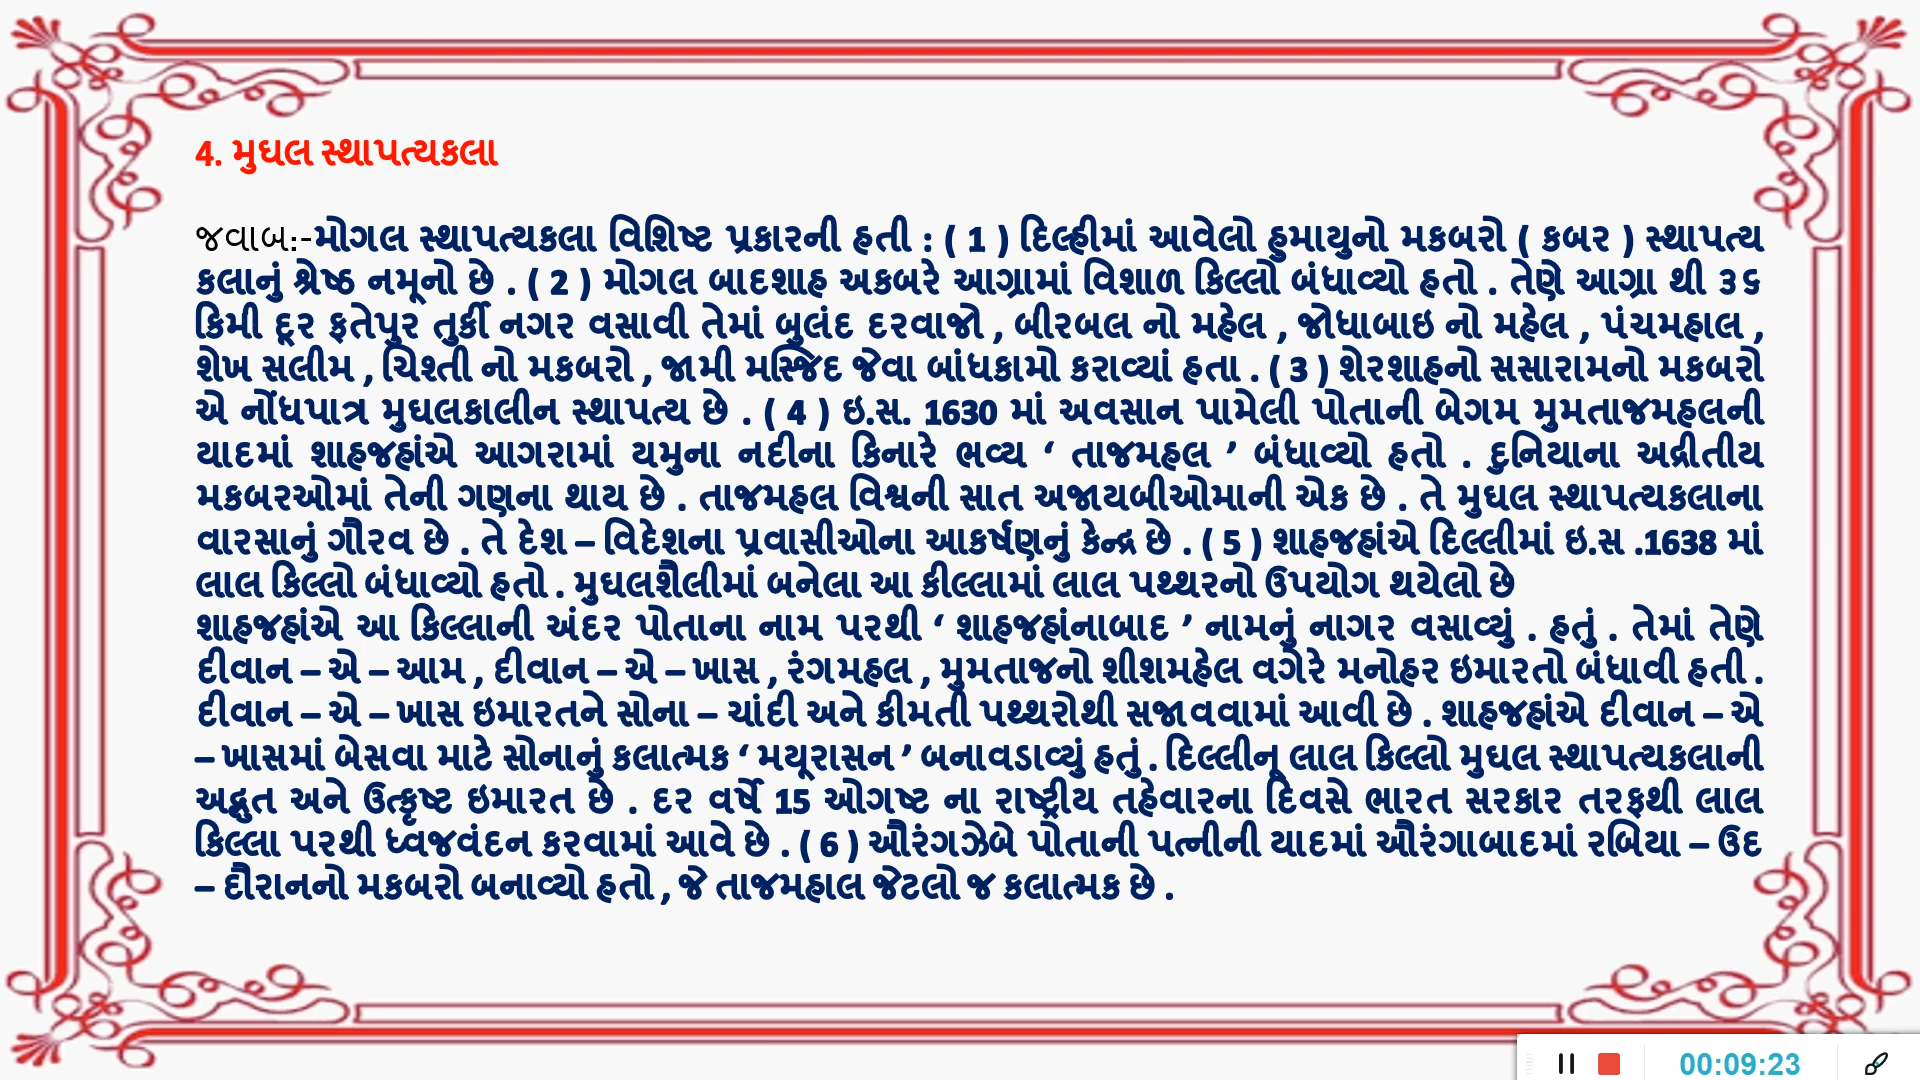 4. મુઘલ સ્થાપત્યકલા
જવાબ:-મોગલ સ્થાપત્યકલા વિશિષ્ટ પ્રકારની હતી : ( 1 ) દિલ્હીમાં આવેલો હુમાયુનો મકબરો ( કબર ) સ્થાપત્ય
કલાનું શ્રેષ્ઠ નમૂનો છે . ( 2 ) મોગલ બાદશાહ અકબરે આગ્રામાં વિશાળ કિલ્લો બંધાવ્યો હતો . તેણે આગ્રા થી ૩૬
કિમી દૂર ફતેપુર તુર્કી નગર વસાવી તેમાં બુલંદ દરવાજો , બીરબલ નો મહેલ , જોધાબાઇ નો મહેલ , પંચમહાલ ,
શેખ સલીમ , ચિશ્તી નો મકબરો , જામી મસ્જિદ જેવા બાંધકામો કરાવ્યાં હતા . ( 3 ) શેરશાહનો સસારામનો મકબરો
એ નોંધપાત્ર મુઘલકાલીન સ્થાપત્ય છે . ( 4 ) ઇ.સ. 1630 માં અવસાન પામેલી પોતાની બેગમ મુમતાજમહલની
યાદમાં શાહજહાંએ આગરામાં યમુના નદીના કિનારે ભવ્ય ‘ તાજમહલ ’ બંધાવ્યો હતો . દુનિયાના અદ્રીતીય
મકબરઓમાં તેની ગણના થાય છે . તાજમહલ વિશ્વની સાત અજાયબીઓમાની એક છે . તે મુઘલ સ્થાપત્યકલાના
વારસાનું ગૌરવ છે . તે દેશ – વિદેશના પ્રવાસીઓના આકર્ષણનું કેન્દ્ર છે . ( 5 ) શાહજહાંએ દિલ્લીમાં ઇ.સ .1638 માં
લાલ કિલ્લો બંધાવ્યો હતો . મુઘલશૈલીમાં બનેલા આ કીલ્લામાં લાલ પથ્થરનો ઉપયોગ થયેલો છે
શાહજહાંએ આ કિલ્લાની અંદર પોતાના નામ પરથી ‘ શાહજહાંનાબાદ ’ નામનું નાગર વસાવ્યું . હતું . તેમાં તેણે
દીવાન – એ – આમ , દીવાન – એ – ખાસ , રંગમહલ , મુમતાજનો શીશમહેલ વગેરે મનોહર ઇમારતો બંધાવી હતી .
દીવાન – એ – ખાસ ઇમારતને સોના – ચાંદી અને કીમતી પથ્થરોથી સજાવવામાં આવી છે . શાહજહાંએ દીવાન – એ
– ખાસમાં બેસવા માટે સોનાનું કલાત્મક ‘ મયૂરાસન ’ બનાવડાવ્યું હતું . દિલ્લીનૂ લાલ કિલ્લો મુઘલ સ્થાપત્યકલાની
અદ્ભુત અને ઉત્કૃષ્ટ ઇમારત છે . દર વર્ષે 15 ઓગષ્ટ ના રાષ્ટ્રીય તહેવારના દિવસે ભારત સરકાર તરફથી લાલ
કિલ્લા પરથી ધ્વજવંદન કરવામાં આવે છે . ( 6 ) ઔરંગઝેબે પોતાની પત્નીની યાદમાં ઔરંગાબાદમાં રબિયા – ઉદ
– દૌરાનનો મકબરો બનાવ્યો હતો , જે તાજમહાલ જેટલો જ કલાત્મક છે .
00:09:23